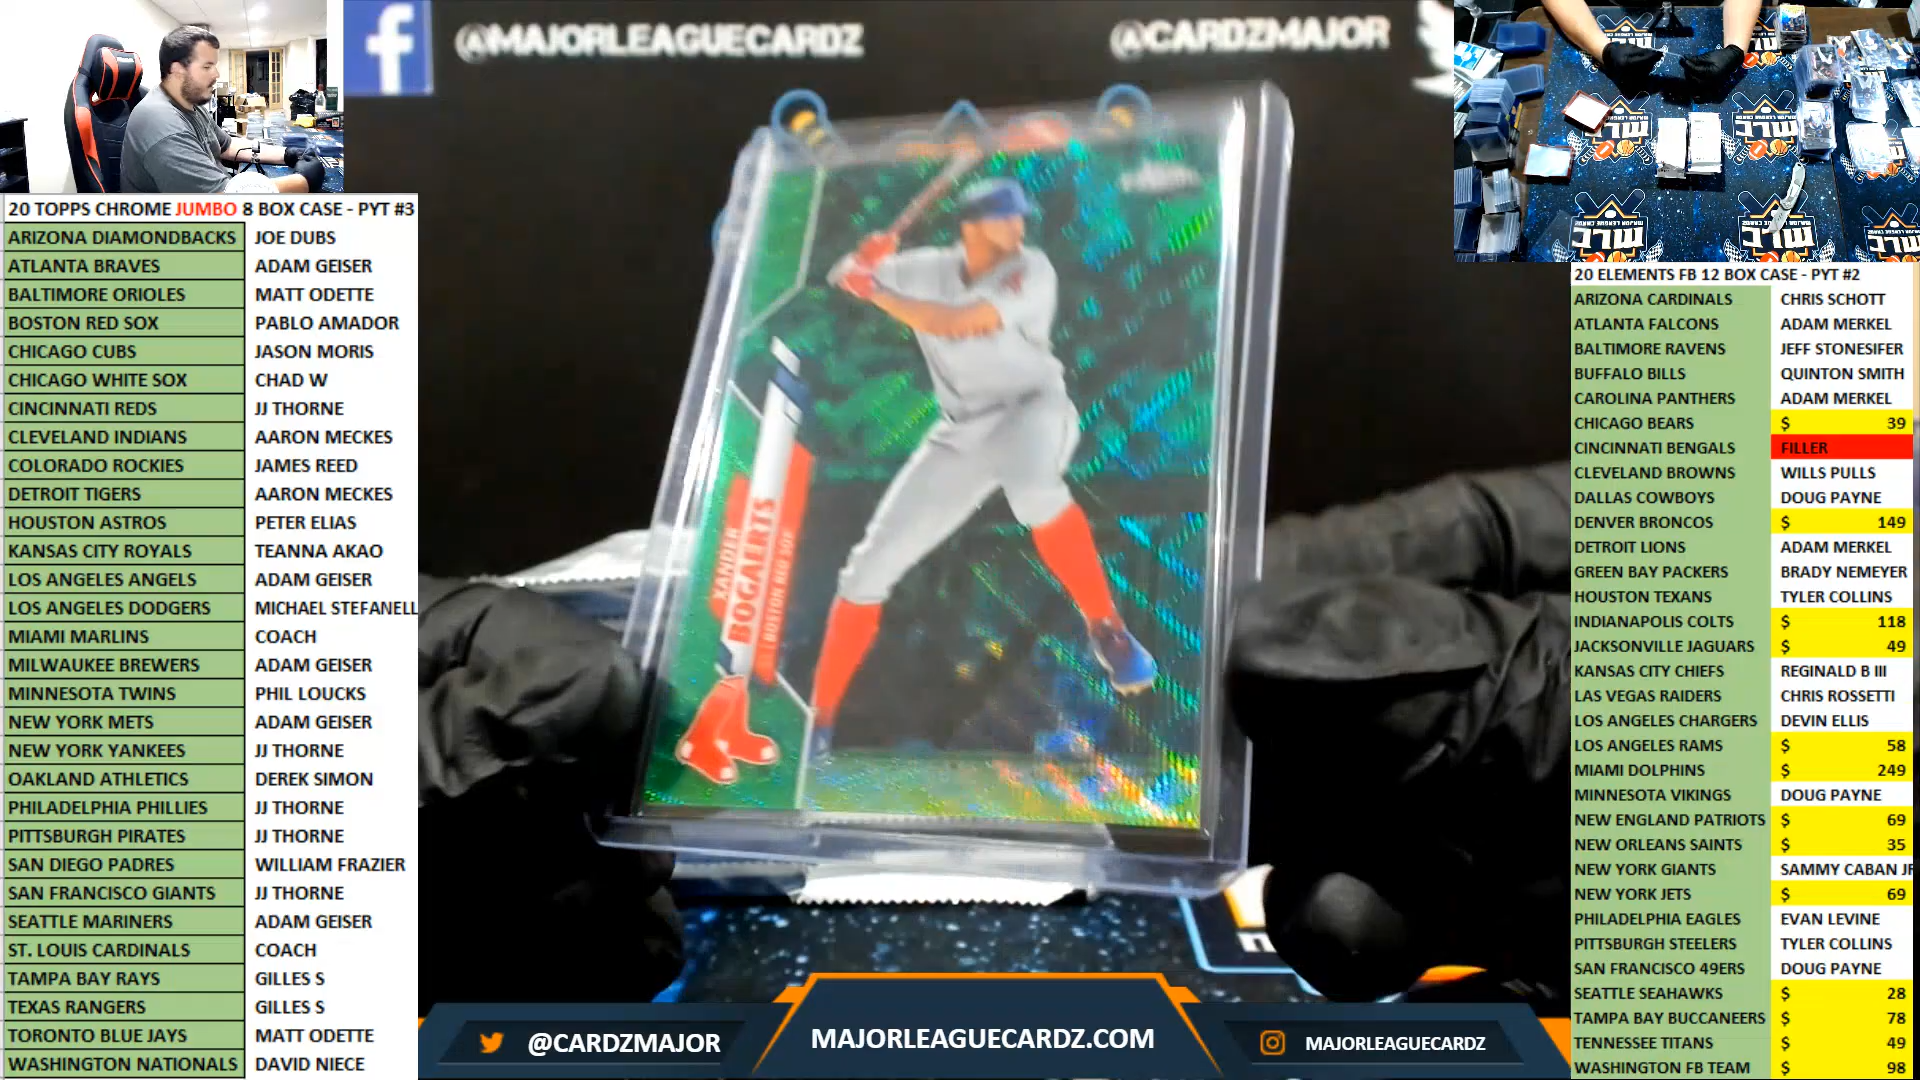 @MAJORLEAGUECARDZ
@CARDZMAJOR
20 TOPPS CHROME JUMBO 8 BOX CASE - PYT #3
ARIZONA DIAMONDBACKS JOE DUBS
ATLANTA BRAVES ADAM GEISER
BALTIMORE ORIOLES MATT ODETTE
BOSTON RED SOX PABLO AMADOR
CHICAGO CUBS JASON MORIS
CHICAGO WHITE SOX CHAD W
CINCINNATI REDS JJ THORNE
CLEVELAND INDIANS AARON MECKES
COLORADO ROCKIES JAMES REED
DETROIT TIGERS AARON MECKES
HOUSTON ASTROS PETER ELIAS
KANSAS CITY ROYALS TEANNA AKAO
LOS ANGELES ANGELS ADAM GEISER
LOS ANGELES DODGERS MICHAEL STEFANELL
MIAMI MARLINS COACH
MILWAUKEE BREWERS ADAM GEISER
MINNESOTA TWINS PHIL LOUCKS
NEW YORK METS ADAM GEISER
NEW YORK YANKEES JJ THORNE
OAKLAND ATHLETICS DEREK SIMON
PHILADELPHIA PHILLIES JJ THORNE
PITTSBURGH PIRATES JJ THORNE
SAN DIEGO PADRES WILLIAM FRAZIER
SAN FRANCISCO GIANTS JJ THORNE
SEATTLE MARINERS ADAM GEISER
ST. LOUIS CARDINALS COACH
TAMPA BAY RAYS GILLES S
TEXAS RANGERS GILLES S
TORONTO BLUE JAYS MATT ODETTE
WASHINGTON NATIONALS DAVID NIECE
Chrome
XANDER
BOGAERTS
BOSTON RED SOX
20 ELEMENTS FB 12 BOX CASE - PYT #2
ARIZONA CARDINALS CHRIS SCHOTT
ATLANTA FALCONS ADAM MERKEL
BALTIMORE RAVENS JEFF STONESIFER
BUFFALO BILLS QUINTON SMITH
CAROLINA PANTHERS ADAM MERKEL
CHICAGO BEARS $ 39
CINCINNATI BENGALS FILLER
CLEVELAND BROWNS WILLS PULLS
DALLAS COWBOYS DOUG PAYNE
DENVER BRONCOS $ 149
DETROIT LIONS ADAM MERKEL
GREEN BAY PACKERS BRADY NEMEYER
HOUSTON TEXANS TYLER COLLINS
INDIANAPOLIS COLTS $ 118
JACKSONVILLE JAGUARS $ 49
KANSAS CITY CHIEFS REGINALD B III
LAS VEGAS RAIDERS CHRIS ROSSETTI
LOS ANGELES CHARGERS DEVIN ELLIS
LOS ANGELES RAMS $ 58
MIAMI DOLPHINS $ 249
MINNESOTA VIKINGS DOUG PAYNE
NEW ENGLAND PATRIOTS $ 69
NEW ORLEANS SAINTS $ 35
NEW YORK GIANTS SAMMY CABAN JR
NEW YORK JETS $ 69
PHILADELPHIA EAGLES EVAN LEVINE
PITTSBURGH STEELERS TYLER COLLINS
SAN FRANCISCO 49ERS DOUG PAYNE
SEATTLE SEAHAWKS $ 28
TAMPA BAY BUCCANEERS $ 78
TENNESSEE TITANS $ 49
WASHINGTON FB TEAM $ 98
@CARDZMAJOR
MAJORLEAGUECARDZ.COM
MAJORLEAGUECARDZ